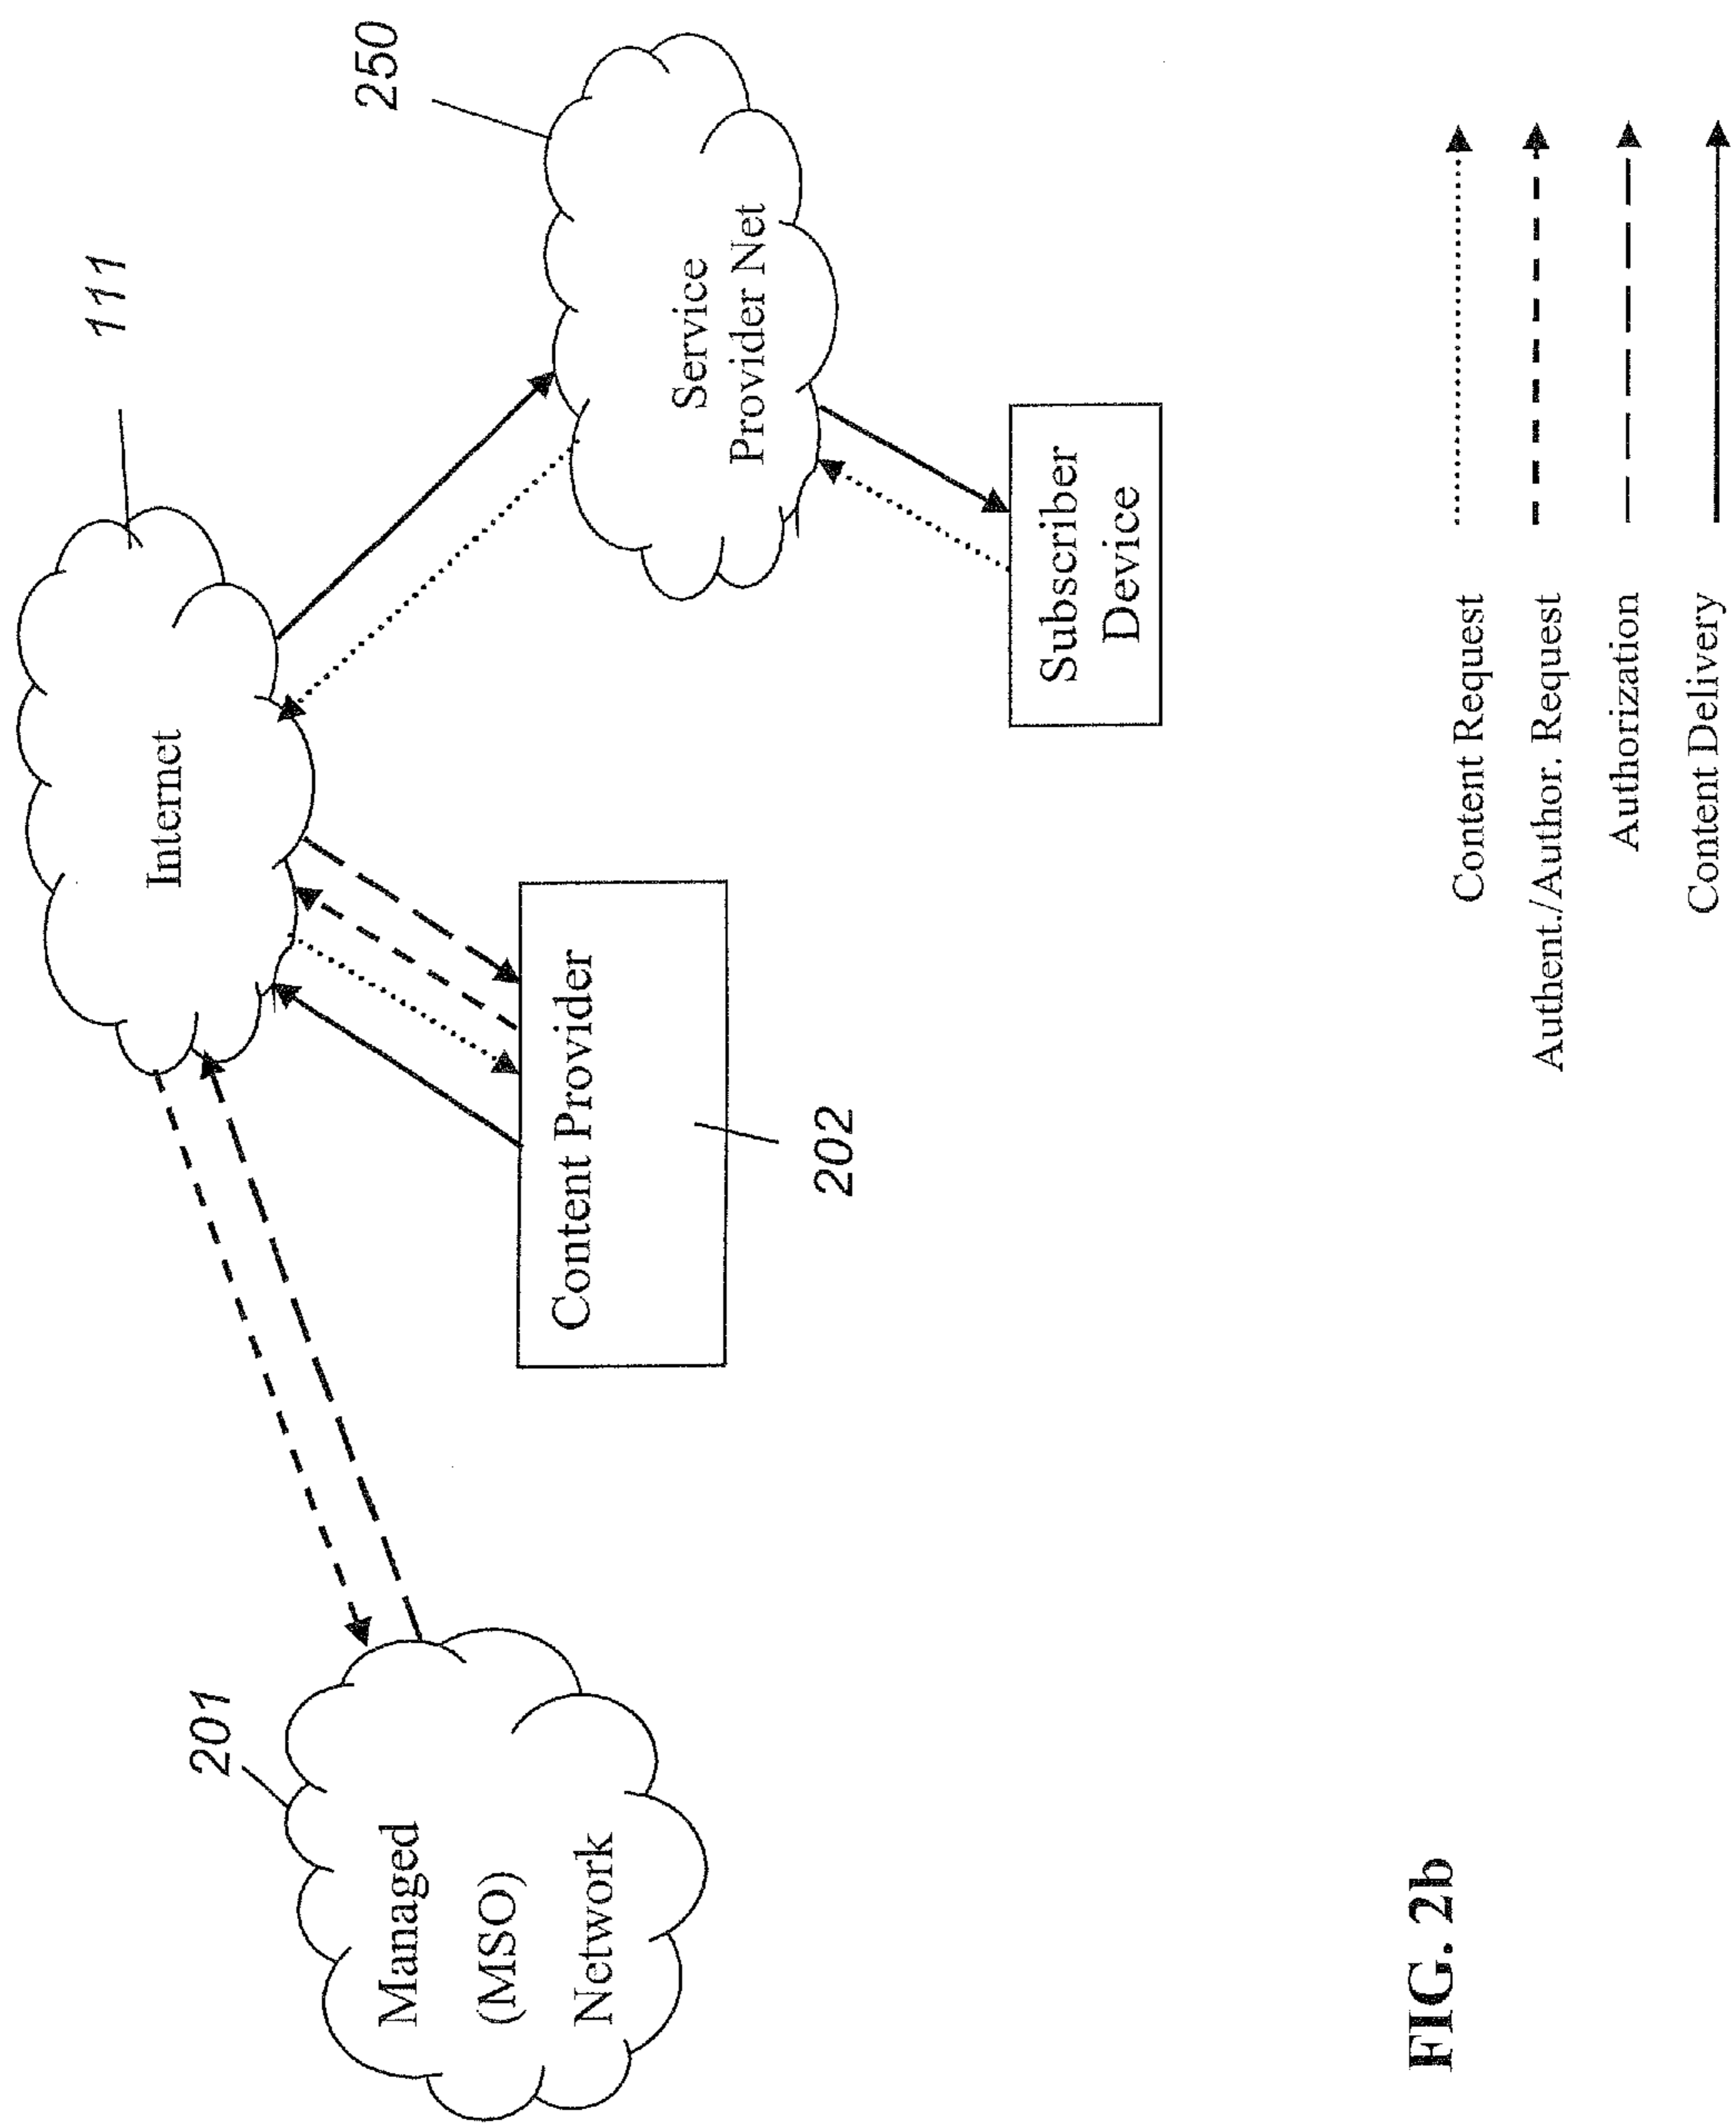 111
Internet
250
Service
Provider Net
201
Managed
(MSO)
Network
Content Provider
202
Subscriber
Device
Content Request
Authent./Author. Request
Authorization
Content Delivery
FIG. 2b